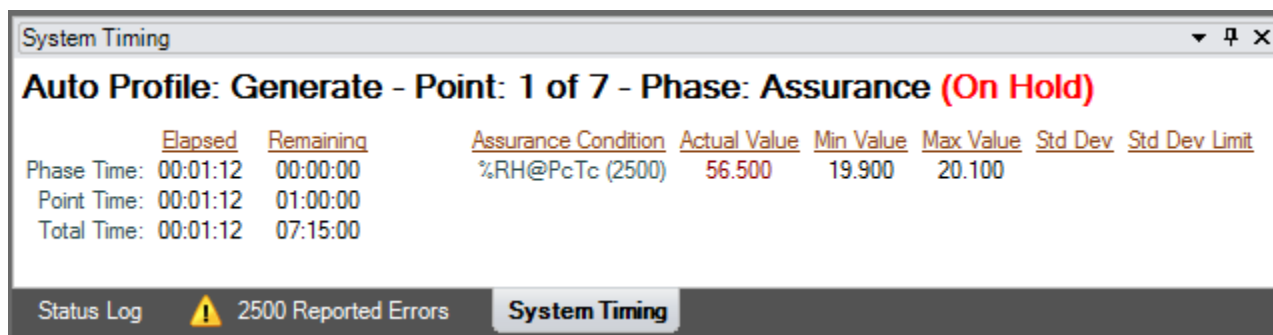 System Timing
Auto Profile: Generate - Point: 1 of 7 - Phase: Assurance (On Hold)
Elapsed Remaining Assurance Condition Actual Value Min Value Max Value Std Dev Std Dev Limit
Phase Time: 00:01:12 00:00:00 %RH@PcTc (2500) 56.500 19.900 20.100
Point Time: 00:01:12 01:00:00
Total Time: 00:01:12 07:15:00
Status Log 2500 Reported Errors System Timing